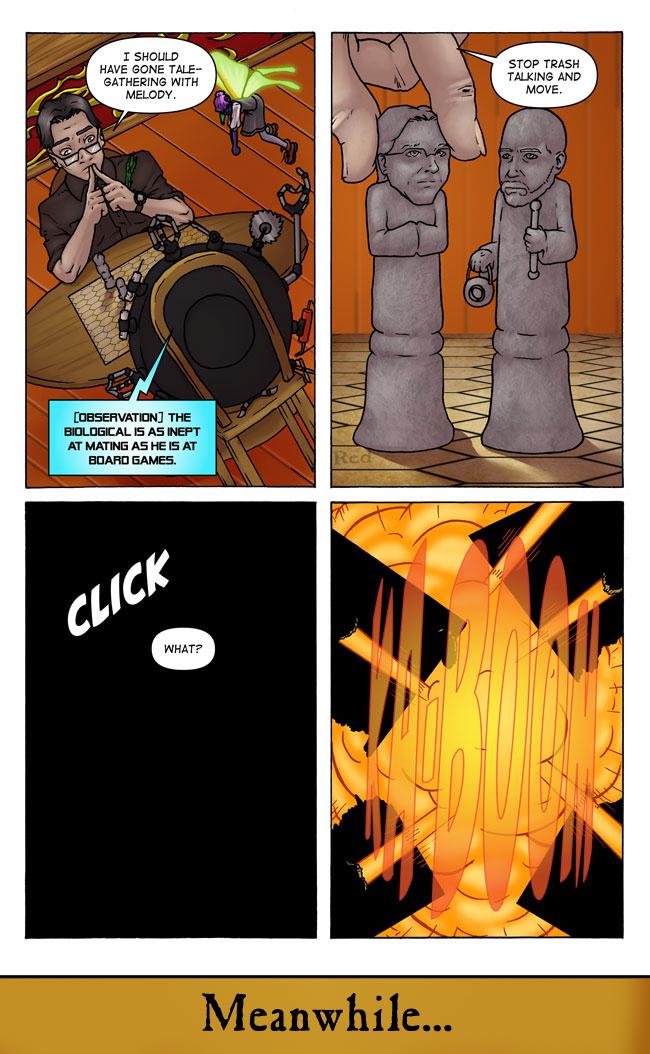 I SHOULD
HAVE GONE TALE-
GATHERING WITH
MELODY.
[OBSERVATION] THE
BIOLOGICAL IS AS INEPT
AT MATING AS HE IS AT
BOARD GAMES.
STOP TRASH
TALKING AND
MOVE.
Red
CLICK
WHAT?
THA-BOOM
Meanwhile...